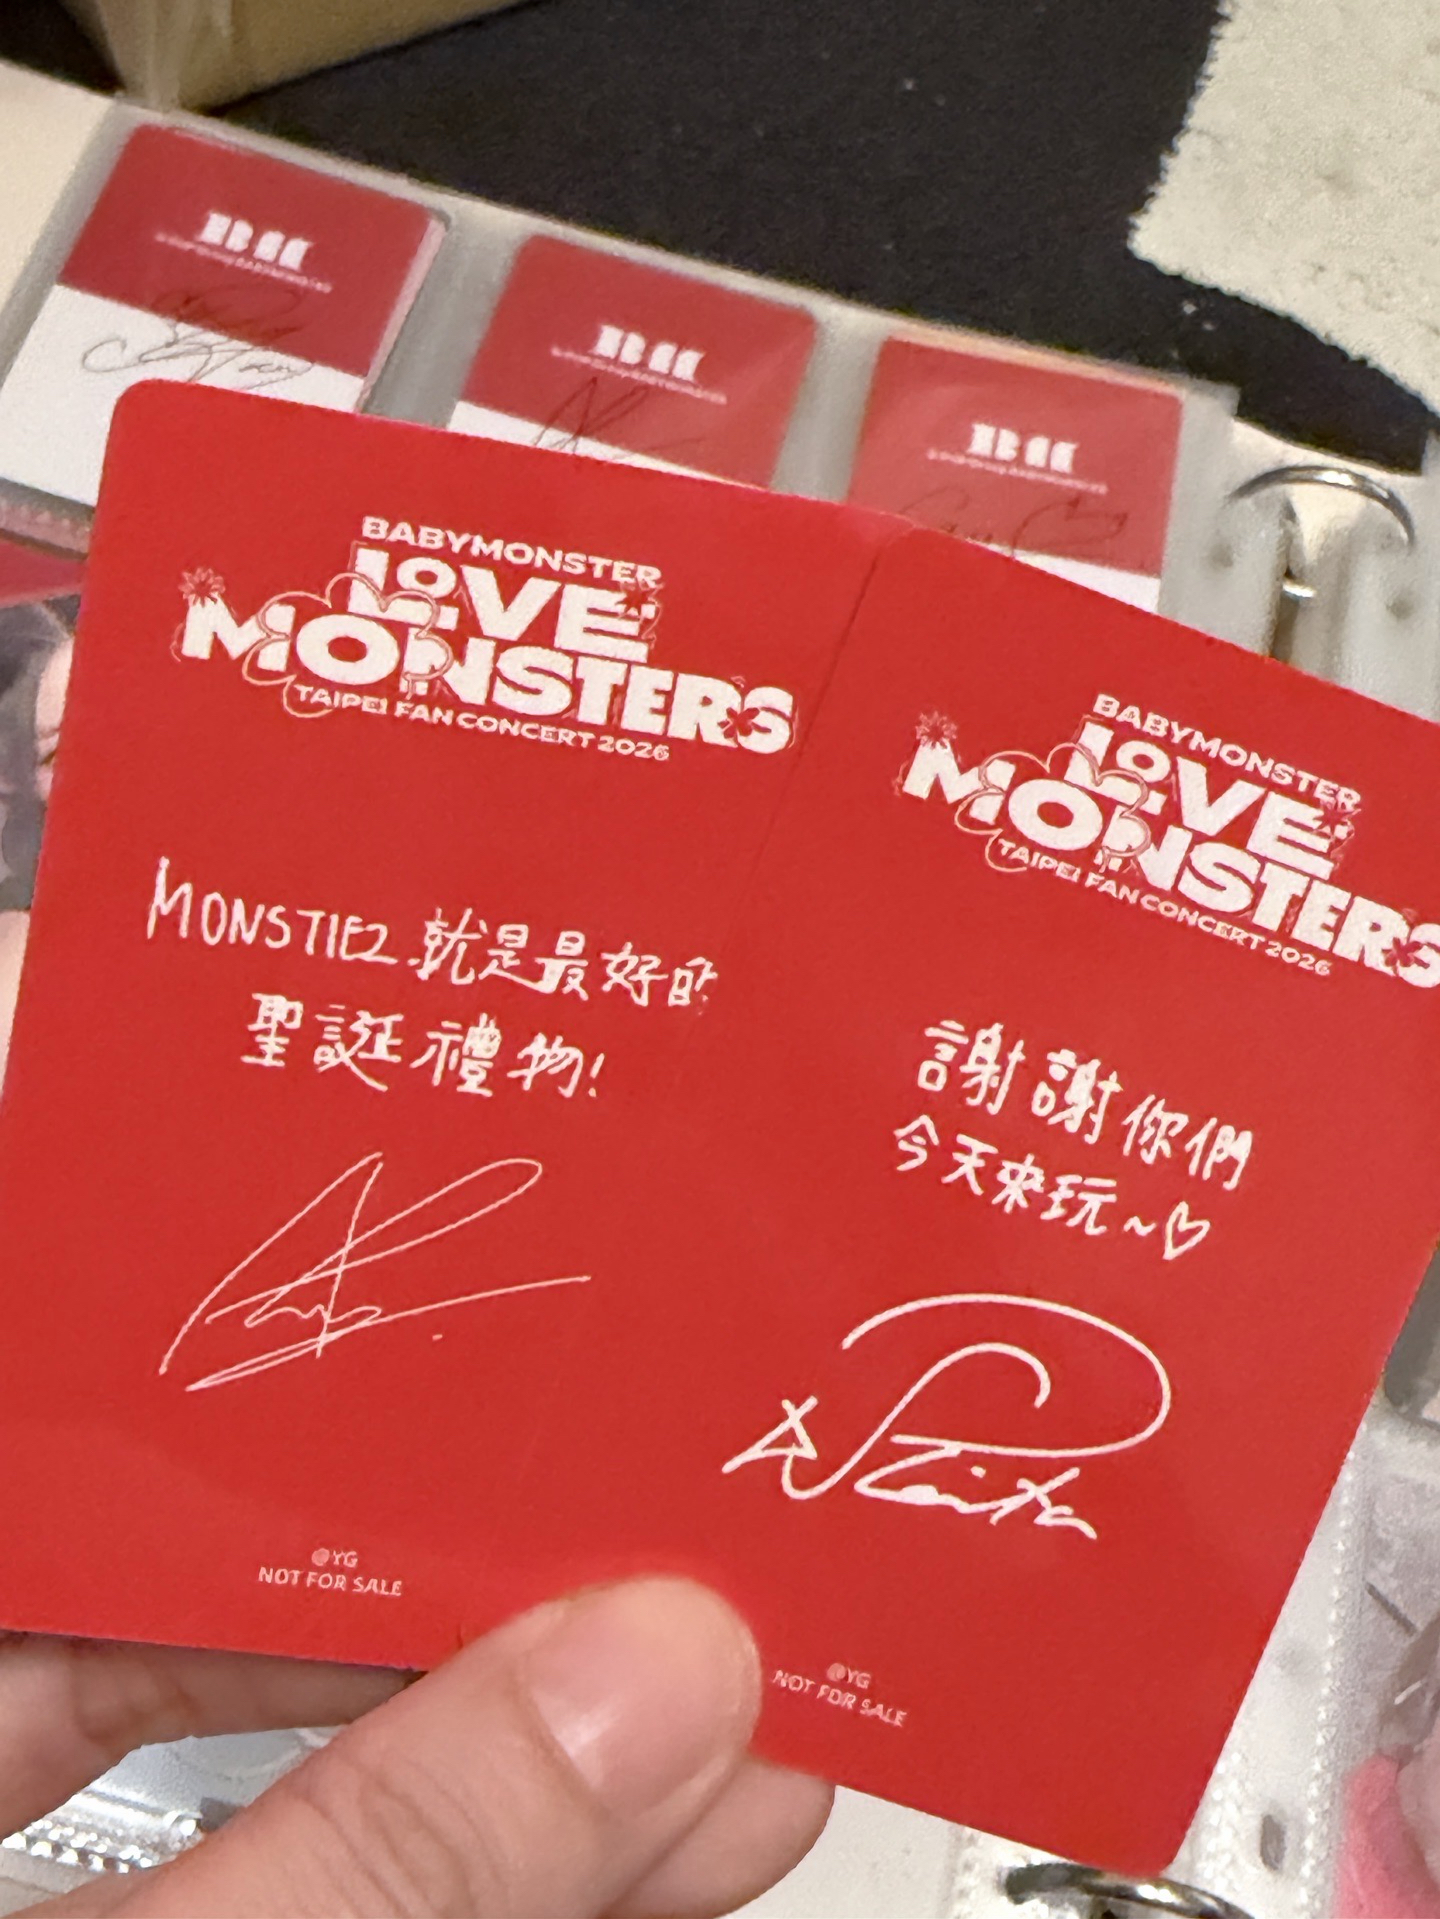 BABYMONSTER
LOVE
MONSTERS
TAIPEI FAN CONCERT 2026
MONSTIEZ 就是最好的
聖誕禮物!
@YG
NOT FOR SALE
BABYMONSTER
LOVE
MONSTERS
TAIPEI FAN CONCERT 2026
謝謝你們
今天來玩~♡
@YG
NOT FOR SALE